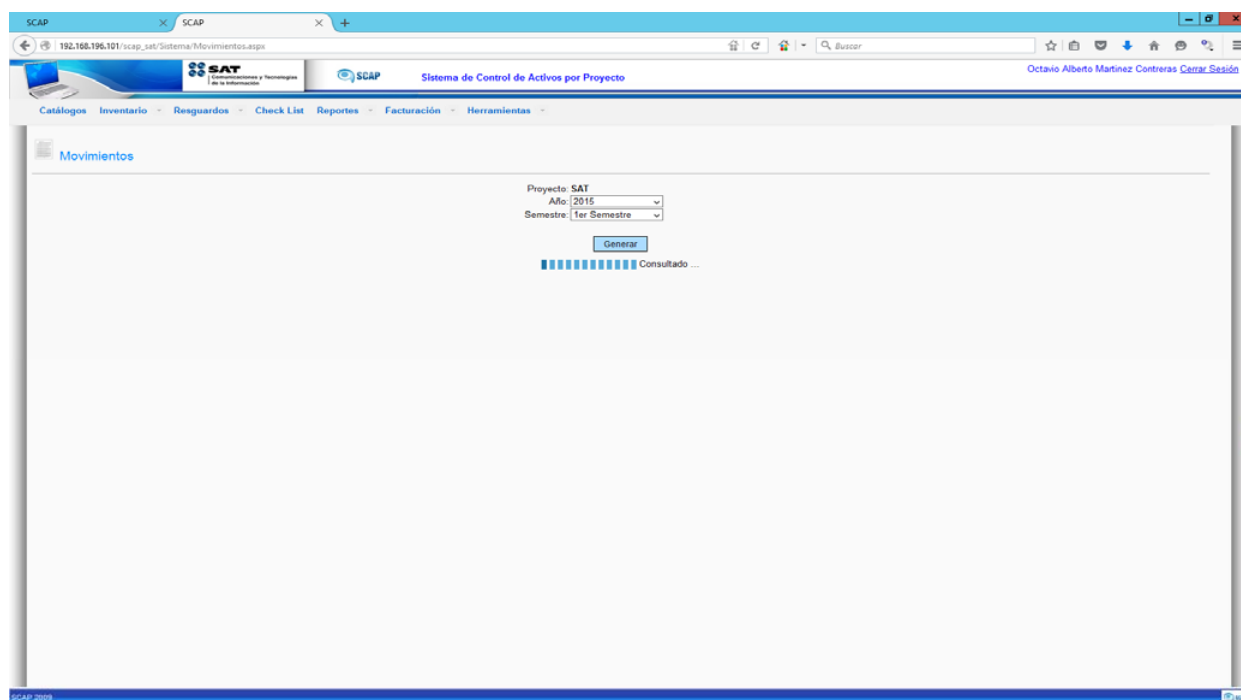 SCAP SCAP
192.168.196.101/scap_sat/Sistema/Movimientos.aspx Buscar
SAT
Comunicaciones y Tecnologías
de la Información
SCAP Sistema de Control de Activos por Proyecto Octavio Alberto Martinez Contreras Cerrar Sesión
Catálogos Inventario Resguardos Check List Reportes Facturación Herramientas
Movimientos
Proyecto: SAT
Año: 2015
Semestre: 1er Semestre
Generar
Consultado ...
SCAP 2009